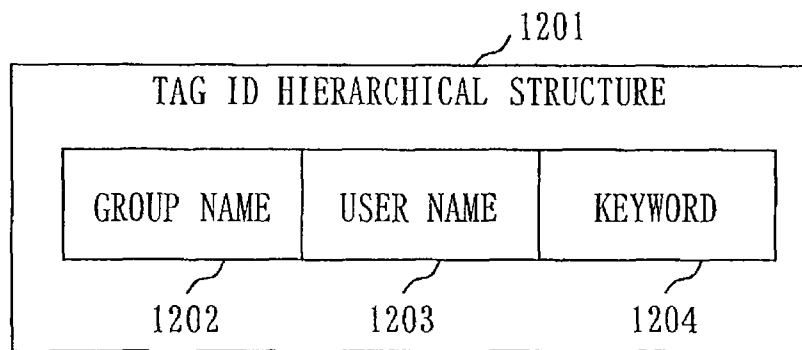 1201
TAG ID HIERARCHICAL STRUCTURE
GROUP NAME USER NAME KEYWORD
1202 1203 1204